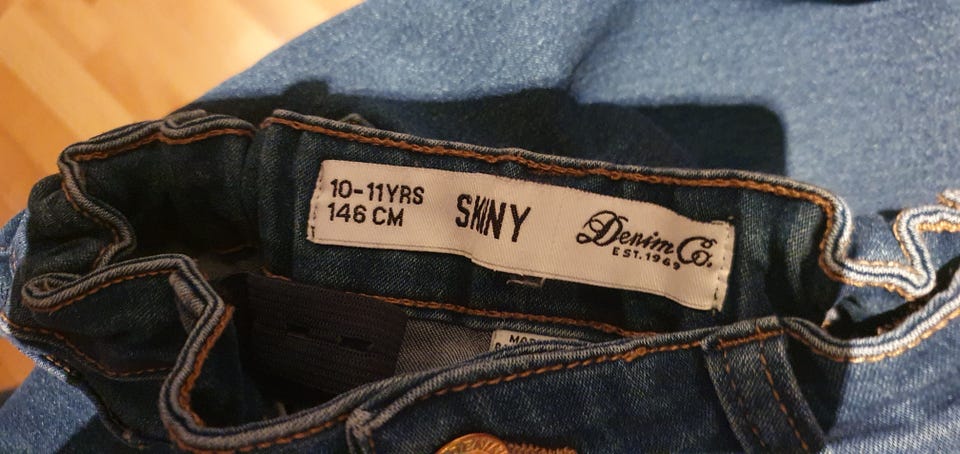 10-11YRS
146 CM
SKINY
Denim Co.
EST.1969